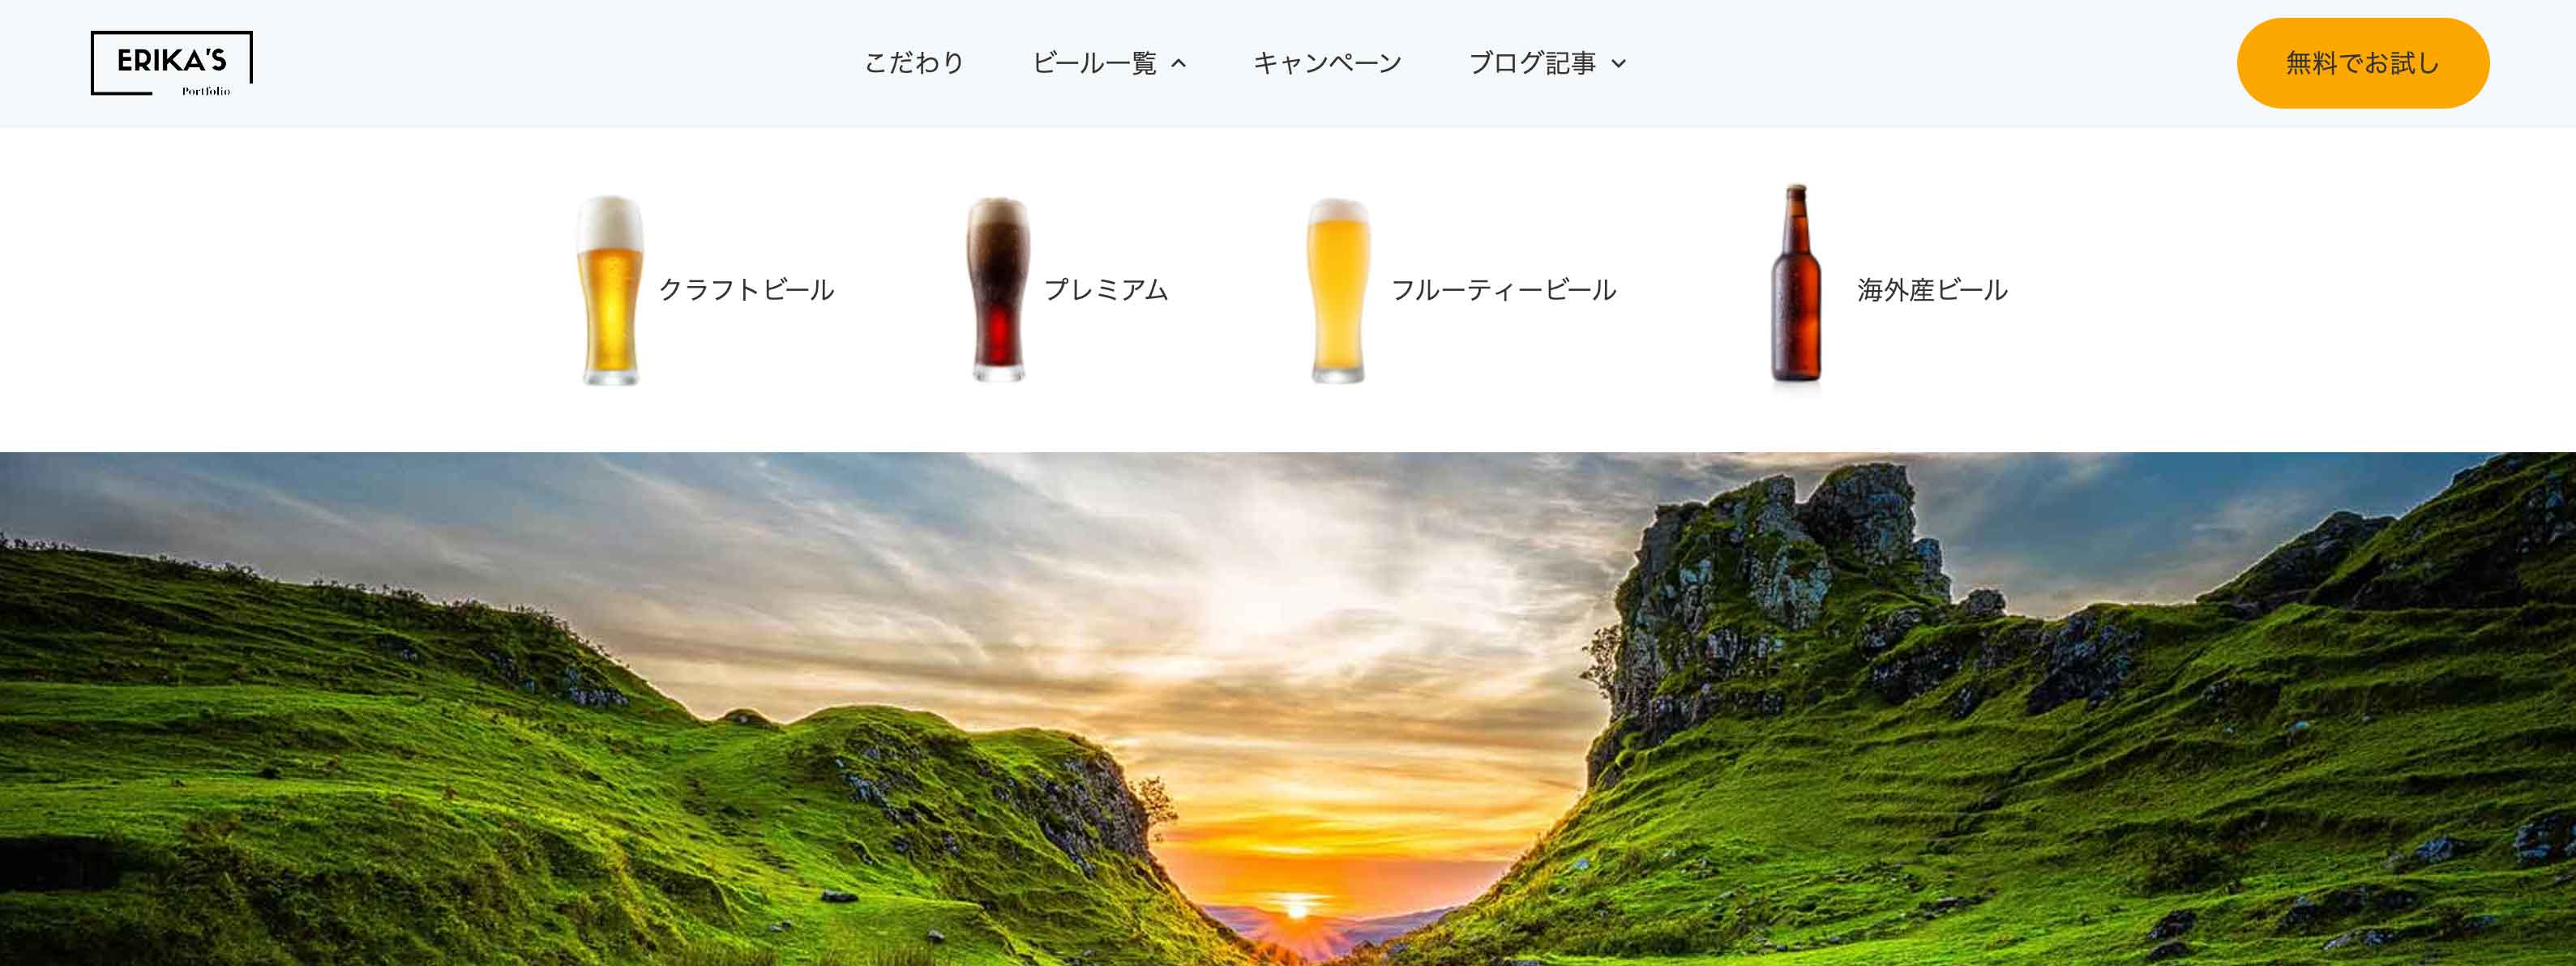 ERIKA'S
Portfolio
こだわり
ビール一覧
キャンペーン
ブログ記事
無料でお試し
クラフトビール
プレミアム
フルーティービール
海外産ビール